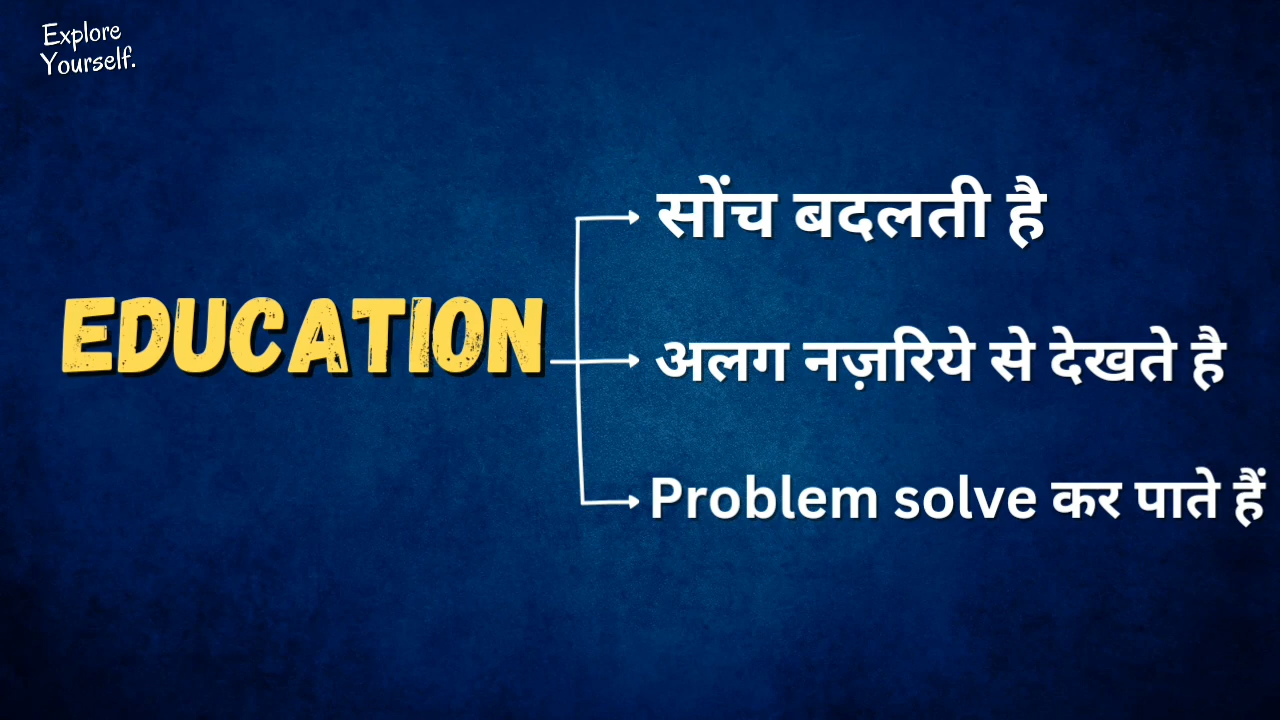 Explore
Yourself.
सोंच बदलती है
EDUCATION
अलग नज़रिये से देखते है
Problem solve कर पाते हैं